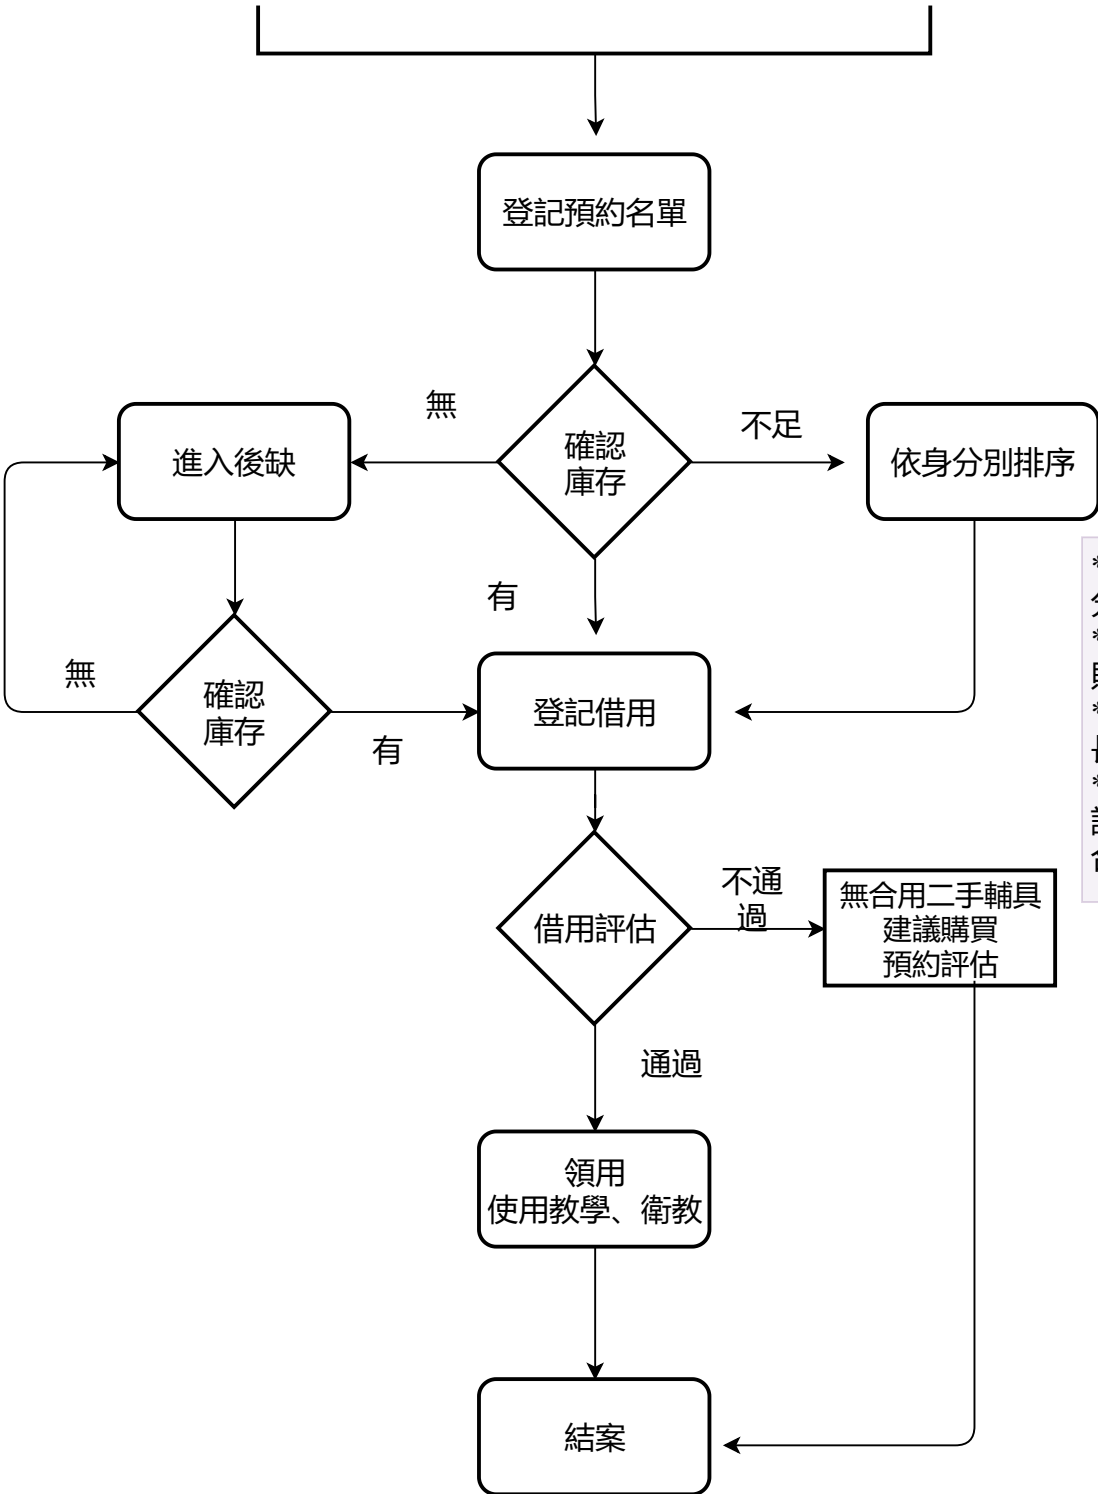 登記預約名單
無
不足
進入後缺
確認
庫存
依身分別排序
有
無
確認
庫存
有
登記借用
不通
過
借用評估
無合用二手輔具
建議購買
預約評估
通過
領用
使用教學、衛教
結案